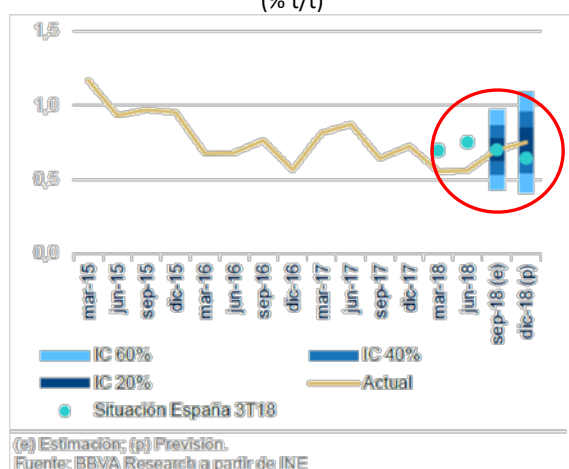 (% t/t)
1,5
1,0
0,5
0,0
mar-15
jun-15
sep-15
dic-15
mar-16
jun-16
sep-16
dic-16
mar-17
jun-17
sep-17
dic-17
mar-18
jun-18
sep-18 (e)
dic-18 (p)
IC 60%
IC 40%
IC 20%
Actual
Situación España 3T18
(e) Estimación; (p) Previsión.
Fuente: BBVA Research a partir de INE